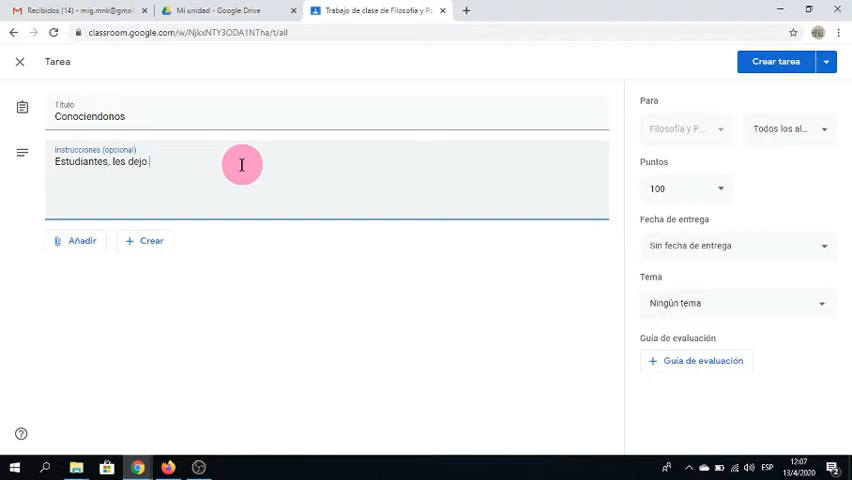 Recibidos (14) - mig.mnk@gmail
Mi unidad - Google Drive
Trabajo de clase de Filosofía y Ps
classroom.google.com/w/NjkxNTY3ODA1NTha/t/all
Tarea
Crear tarea
Título
Conociendonos
Instrucciones (opcional)
Estudiantes, les dejo
Añadir
Crear
Para
Filosofía y P...
Todos los al...
Puntos
100
Fecha de entrega
Sin fecha de entrega
Tema
Ningún tema
Guía de evaluación
Guía de evaluación
ESP
12:07
13/4/2020